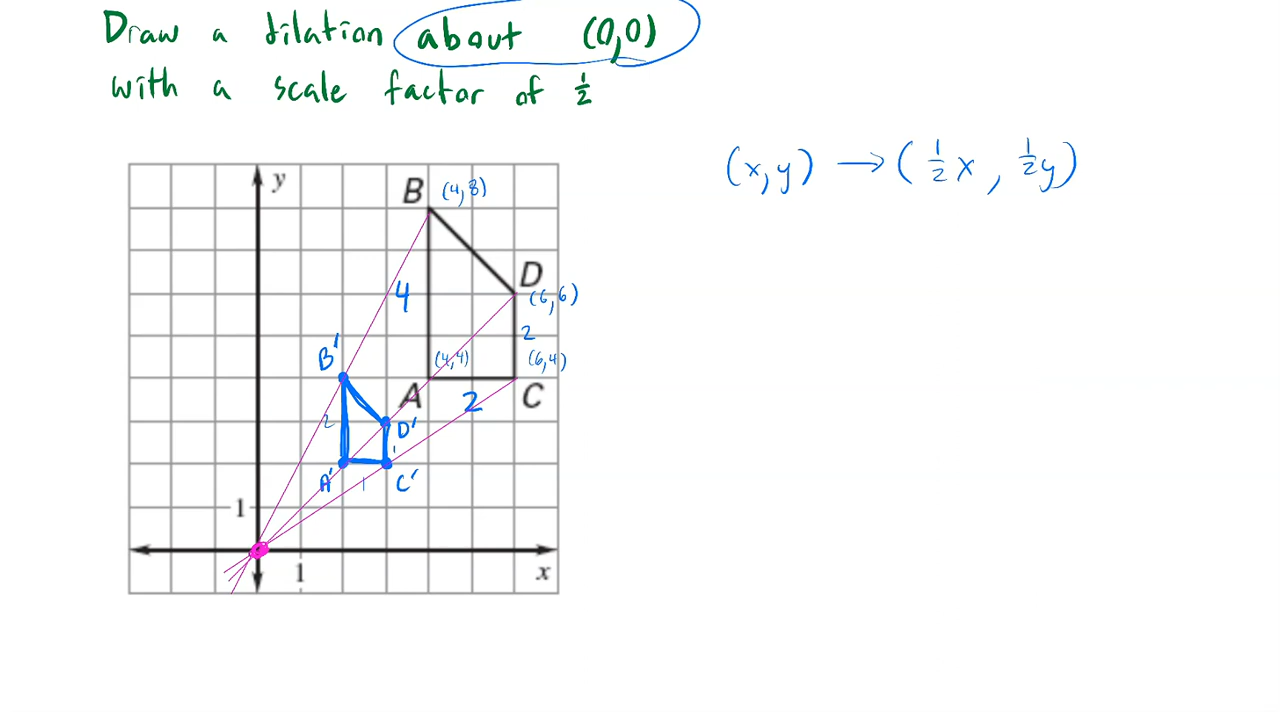 Draw a dilation about (0,0)
with a scale factor of ½
(x,y) → (½x, ½y)
y
B (4,8)
D
(6,6)
4
2
B'
(4,4) (6,4)
A 2 C
2 D'
1
A' 1 C'
1
1 x